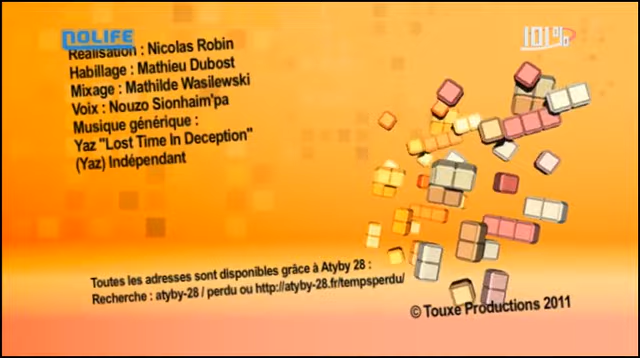 NOLIFE
101%
Réalisation : Nicolas Robin
Habillage : Mathieu Dubost
Mixage : Mathilde Wasilewski
Voix : Nouzo Sionhaim'pa
Musique générique :
Yaz "Lost Time In Deception"
(Yaz) Indépendant
Toutes les adresses sont disponibles grâce à Atyby 28 :
Recherche : atyby-28 / perdu ou http://atyby-28.fr/tempsperdu/
© Touxe Productions 2011